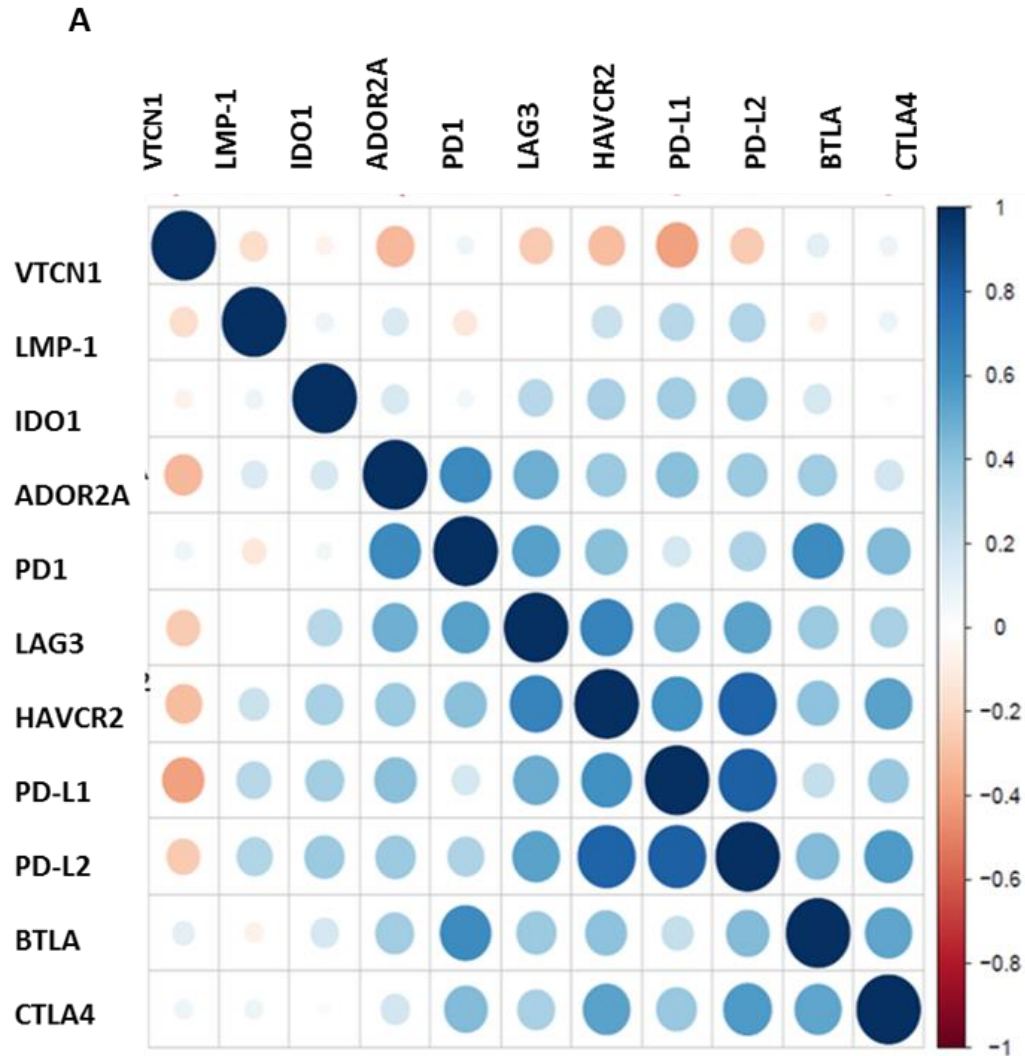 A
VTCN1 LMP-1 IDO1 ADOR2A PD1 LAG3 HAVCR2 PD-L1 PD-L2 BTLA CTLA4
VTCN1
LMP-1
IDO1
ADOR2A
PD1
LAG3
HAVCR2
PD-L1
PD-L2
BTLA
CTLA4
1
0.8
0.6
0.4
0.2
0
−0.2
−0.4
−0.6
−0.8
−1